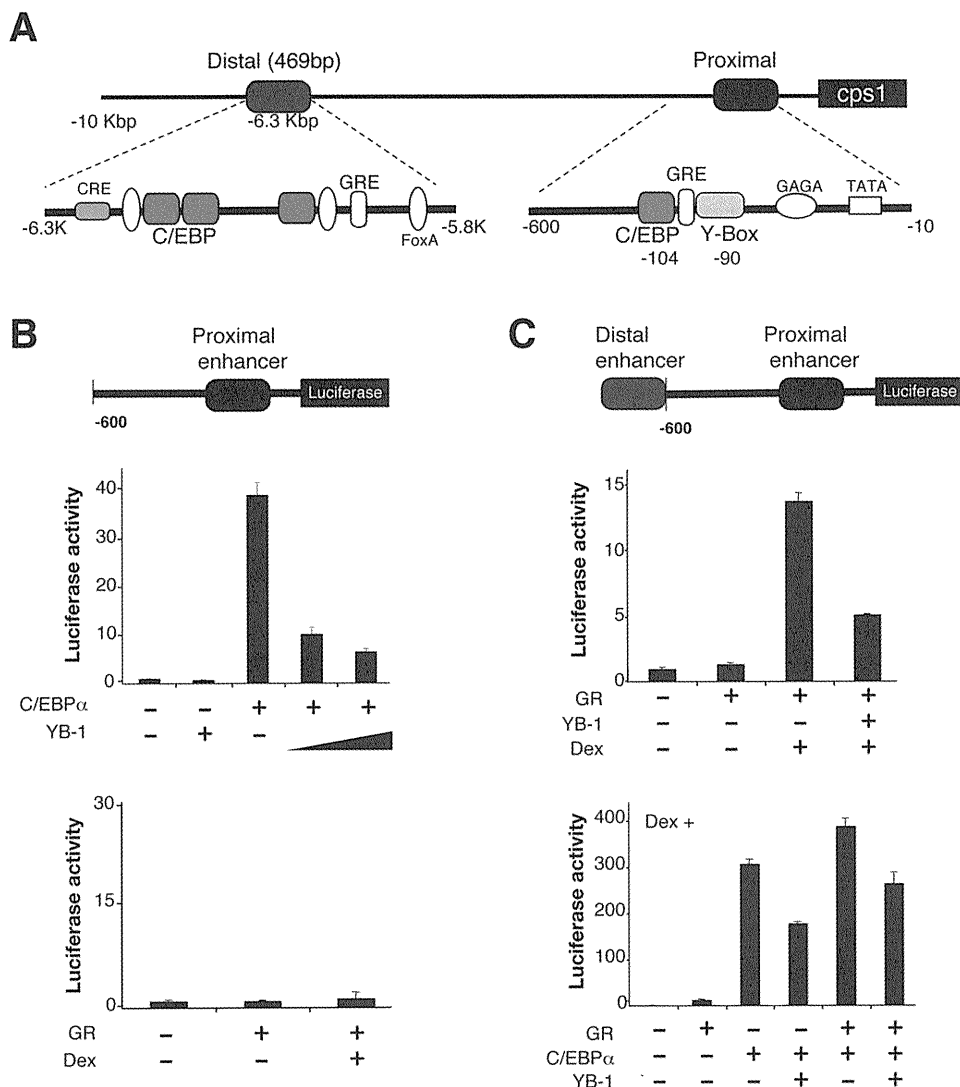 A
Distal (469bp)
Proximal
cps1
-10 Kbp
-6.3 Kbp
CRE
GRE
C/EBP
FoxA
-6.3K
-5.8K
GRE
GAGA
TATA
-600
C/EBP
Y-Box
-10
-104
-90
B
Proximal
enhancer
Luciferase
-600
Luciferase activity
40
30
20
10
0
C/EBPα
− − + + +
YB-1
− + −
Luciferase activity
30
15
0
GR − + +
Dex − − +
C
Distal
enhancer
Proximal
enhancer
Luciferase
-600
Luciferase activity
15
10
5
0
GR − + + +
YB-1 − − − +
Dex − − + +
Luciferase activity
Dex +
400
300
200
100
0
GR − + − − + +
C/EBPα − − + + + +
YB-1 − − − + − +